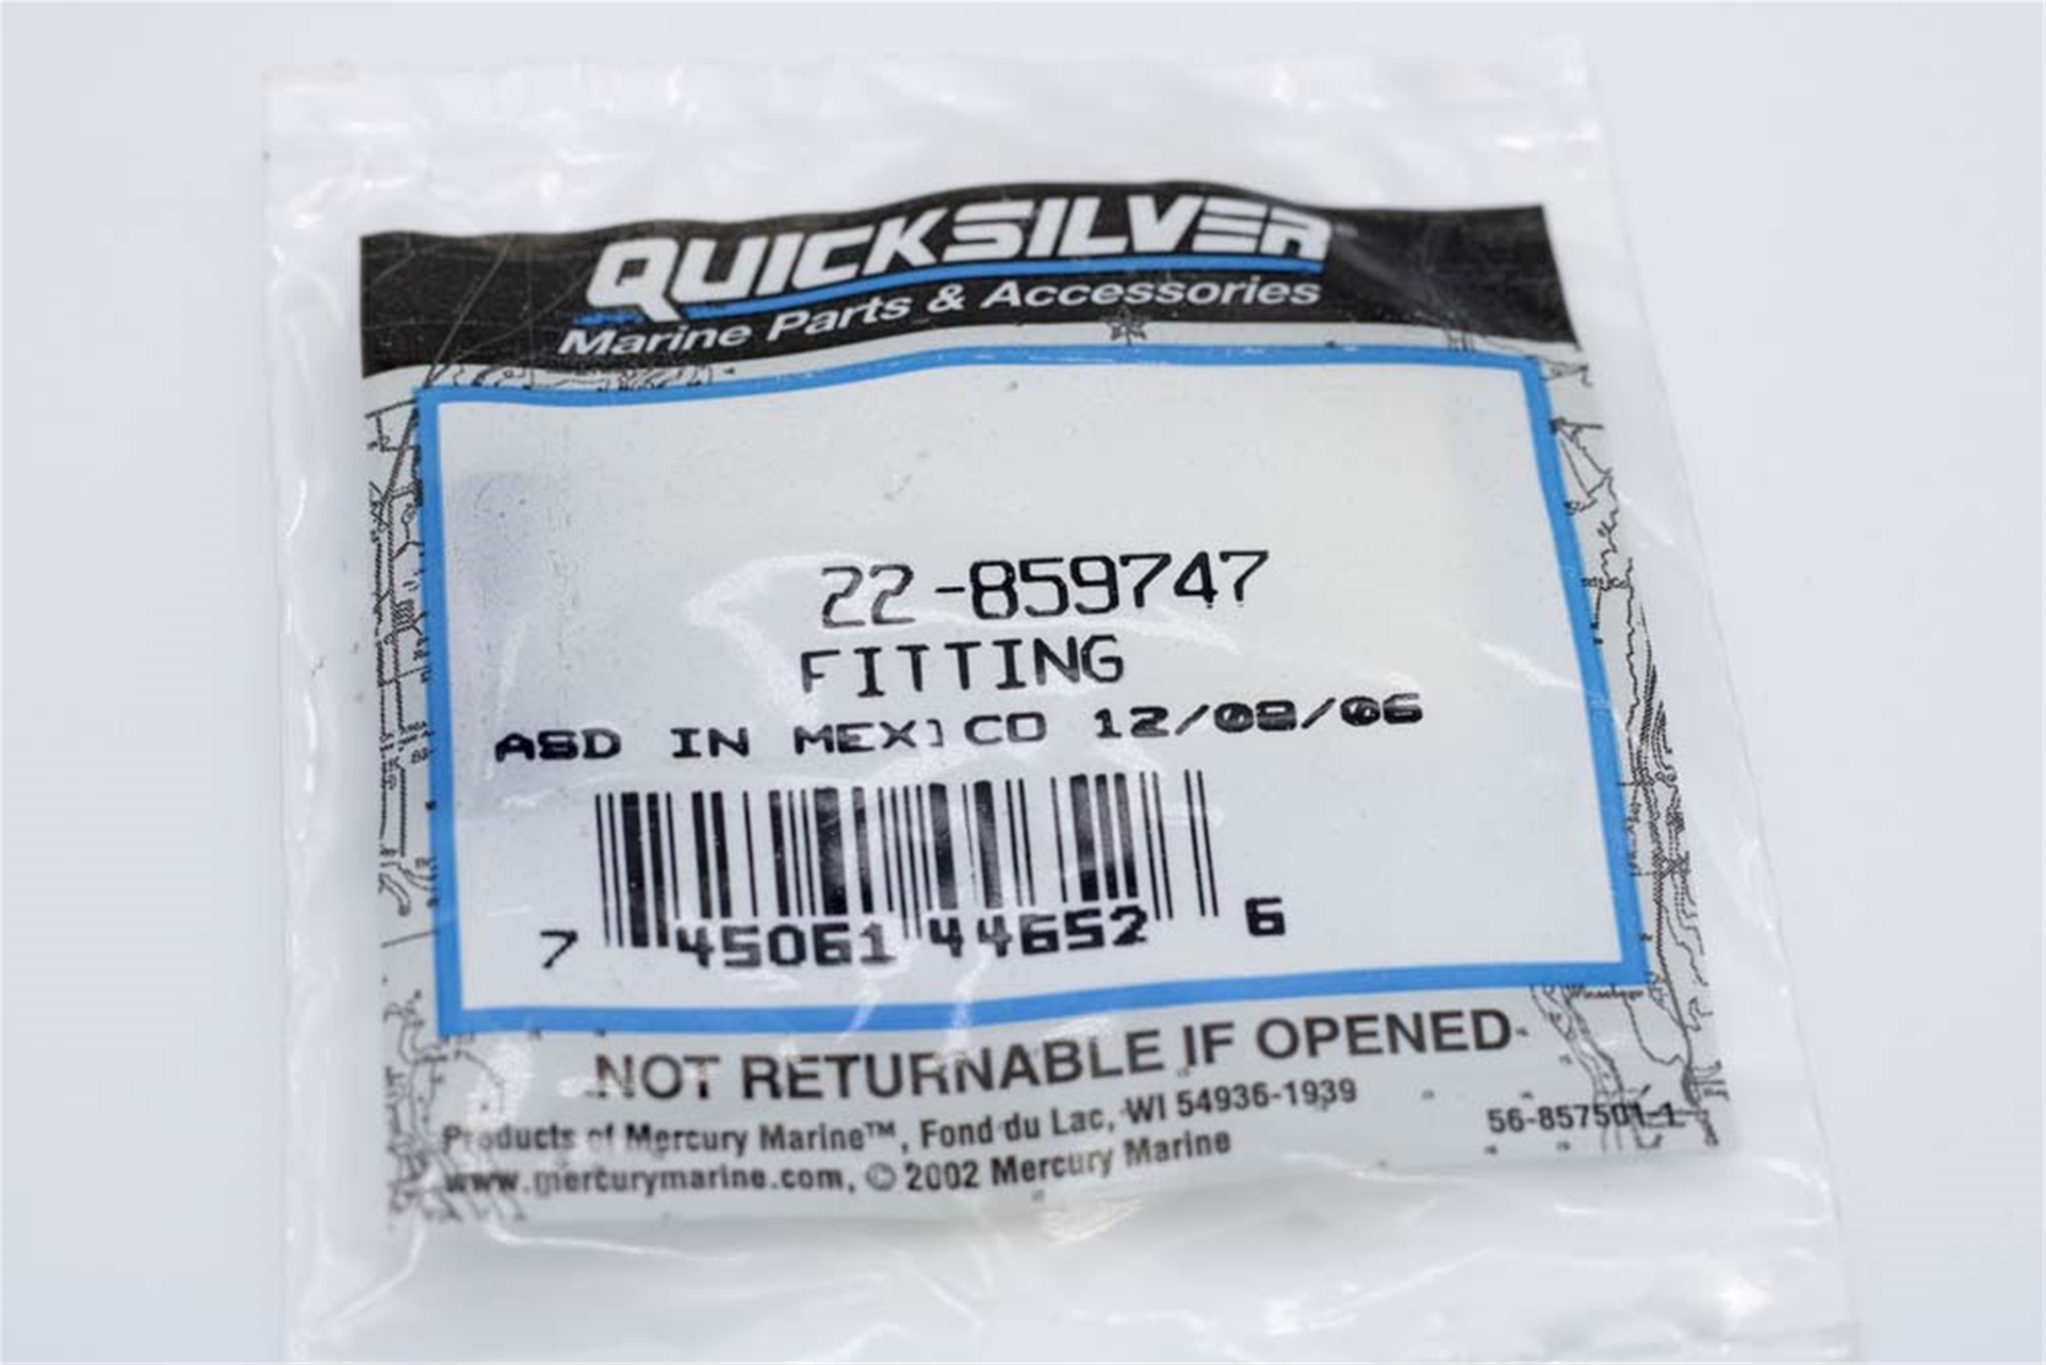 QUICKSILVER
Marine Parts & Accessories
22-859747
FITTING
ASD IN MEXICO 12/08/06
7 45061 44652 6
NOT RETURNABLE IF OPENED
Products of Mercury Marine™, Fond du Lac, WI 54936-1939
www.mercurymarine.com, © 2002 Mercury Marine
56-857501-1